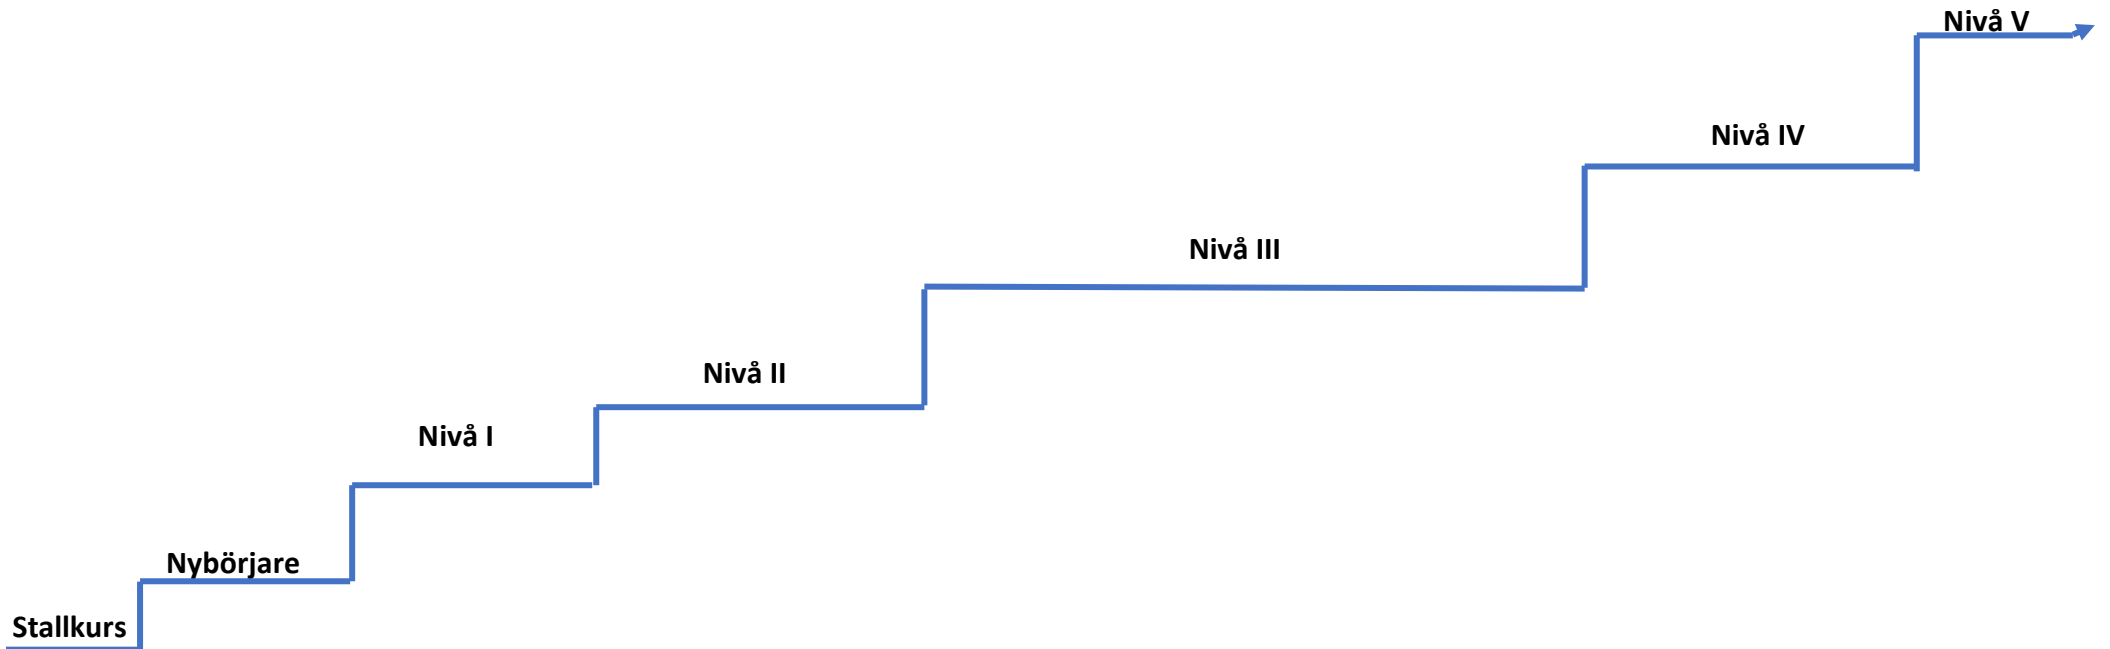 Nivå V
Nivå IV
Nivå III
Nivå II
Nivå I
Nybörjare
Stallkurs